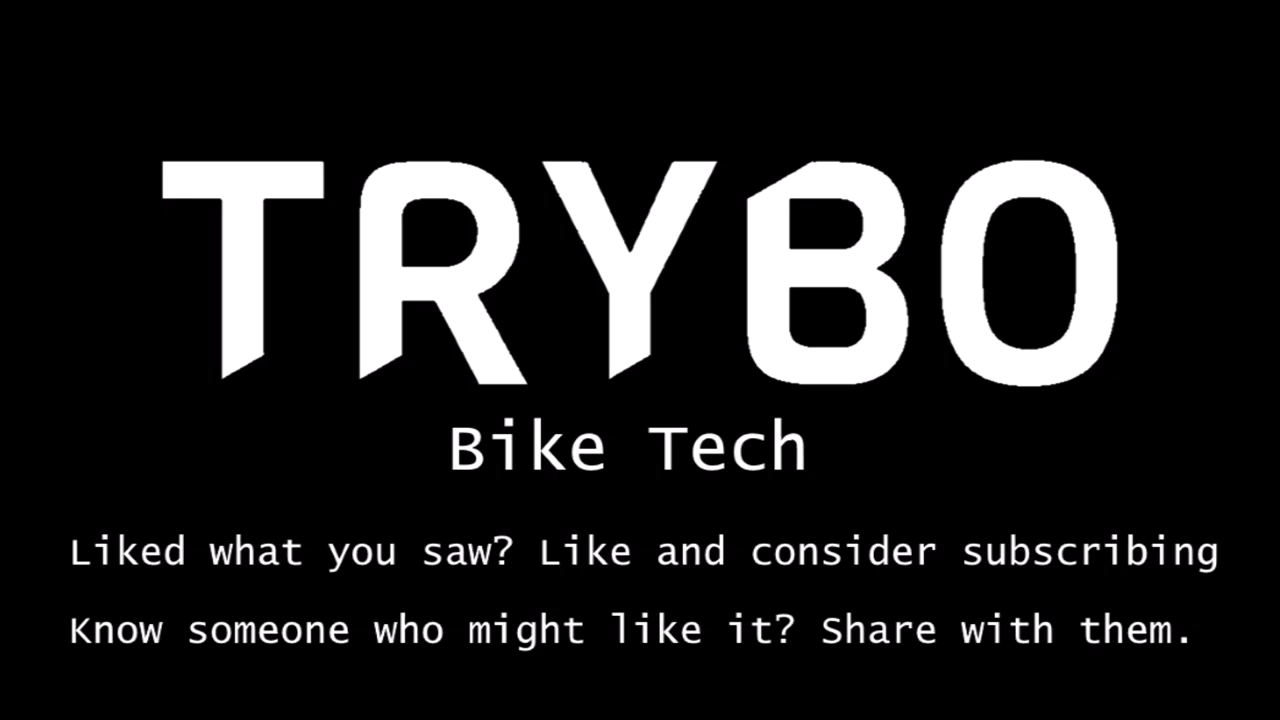 TRYBO
Bike Tech
Liked what you saw? Like and consider subscribing
Know someone who might like it? Share with them.